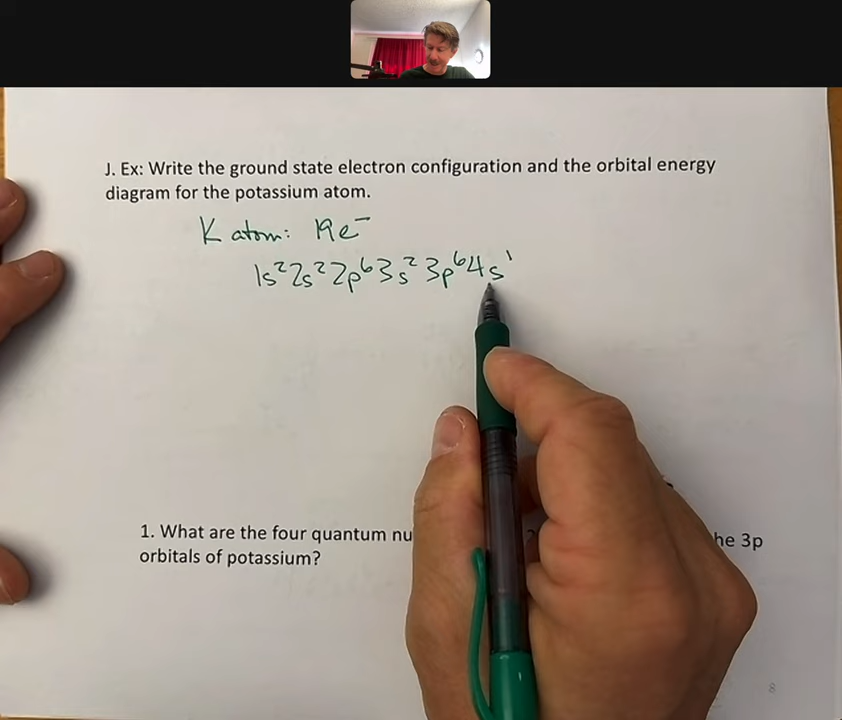 J. Ex: Write the ground state electron configuration and the orbital energy
diagram for the potassium atom.
K atom: 19e⁻
1s²2s²2p⁶3s²3p⁶4s¹
1. What are the four quantum he 3p
orbitals of potassium?
8